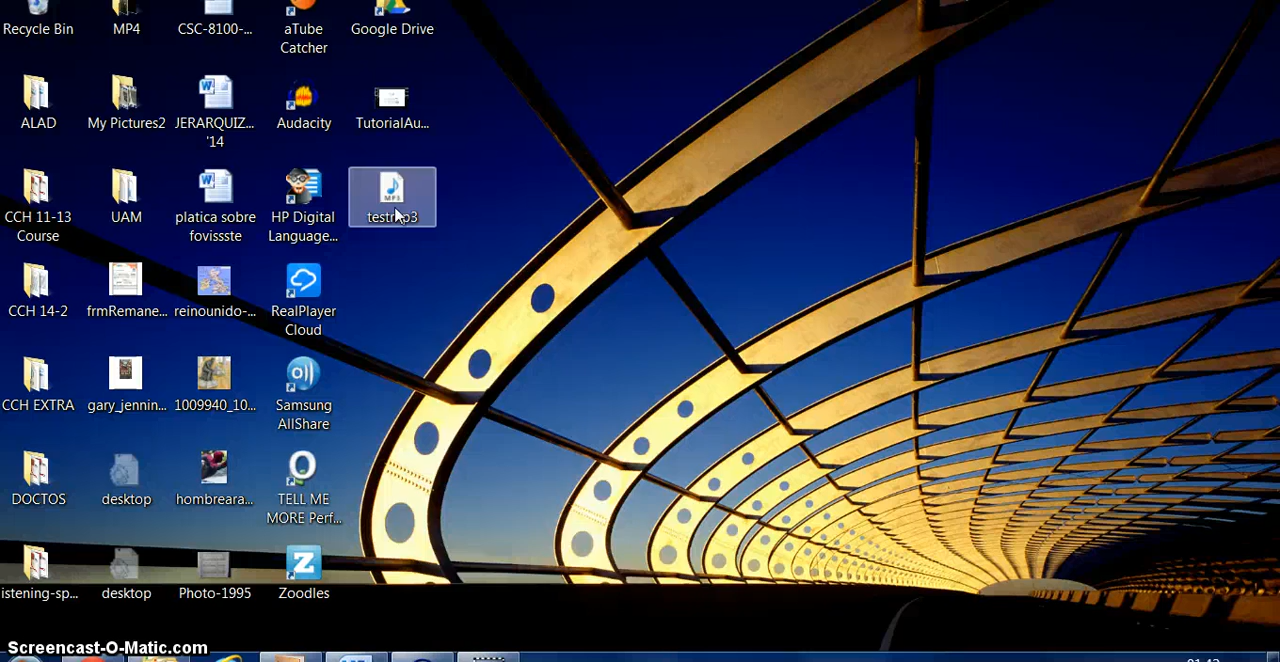 Recycle Bin
MP4
CSC-8100-...
aTube
Catcher
Google Drive
ALAD
My Pictures2
JERARQUIZ...
'14
Audacity
TutorialAu...
CCH 11-13
Course
UAM
platica sobre
fovissste
HP Digital
Language...
MP3
CCH 14-2
frmRemane...
reinounido-...
RealPlayer
Cloud
CCH EXTRA
gary_jennin...
1009940_10...
all
Samsung
AllShare
DOCTOS
desktop
hombreara...
TELL ME
MORE Perf...
istening-sp...
desktop
Photo-1995
Z
Zoodles
Screencast-O-Matic.com